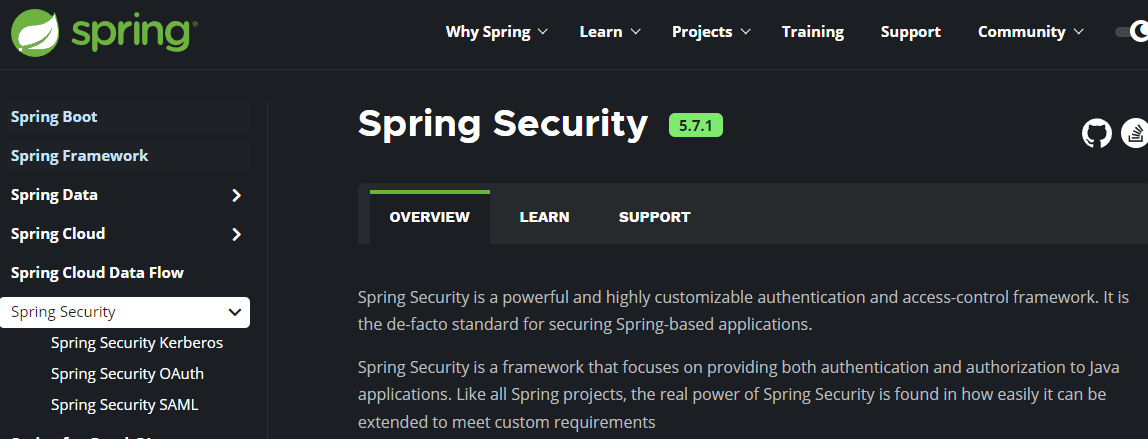 spring
Why Spring Learn Projects Training Support Community
Spring Boot
Spring Framework
Spring Data
Spring Cloud
Spring Cloud Data Flow
Spring Security
Spring Security Kerberos
Spring Security OAuth
Spring Security SAML
Spring Security 5.7.1
OVERVIEW LEARN SUPPORT
Spring Security is a powerful and highly customizable authentication and access-control framework. It is
the de-facto standard for securing Spring-based applications.
Spring Security is a framework that focuses on providing both authentication and authorization to Java
applications. Like all Spring projects, the real power of Spring Security is found in how easily it can be
extended to meet custom requirements